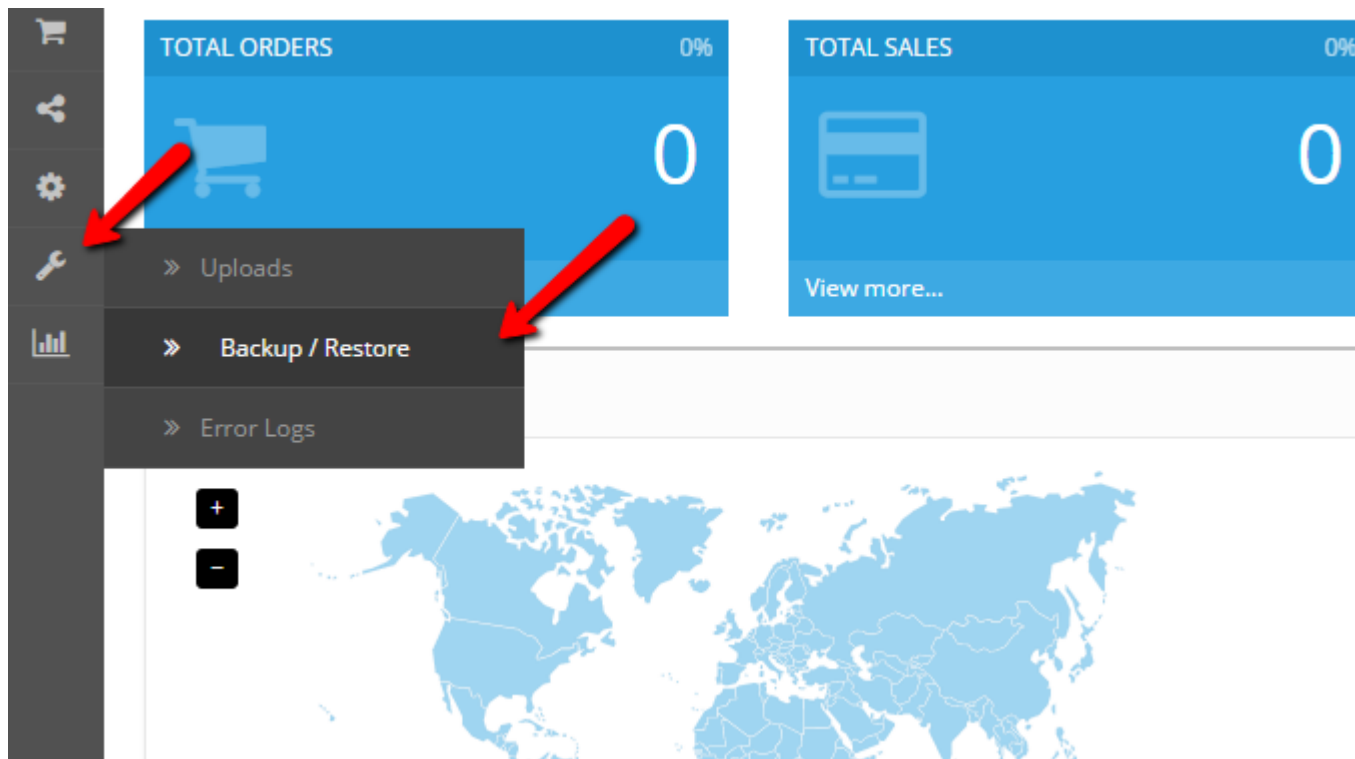 TOTAL ORDERS 0%
TOTAL SALES 0%
0
0
» Uploads
View more...
» Backup / Restore
» Error Logs
+
-